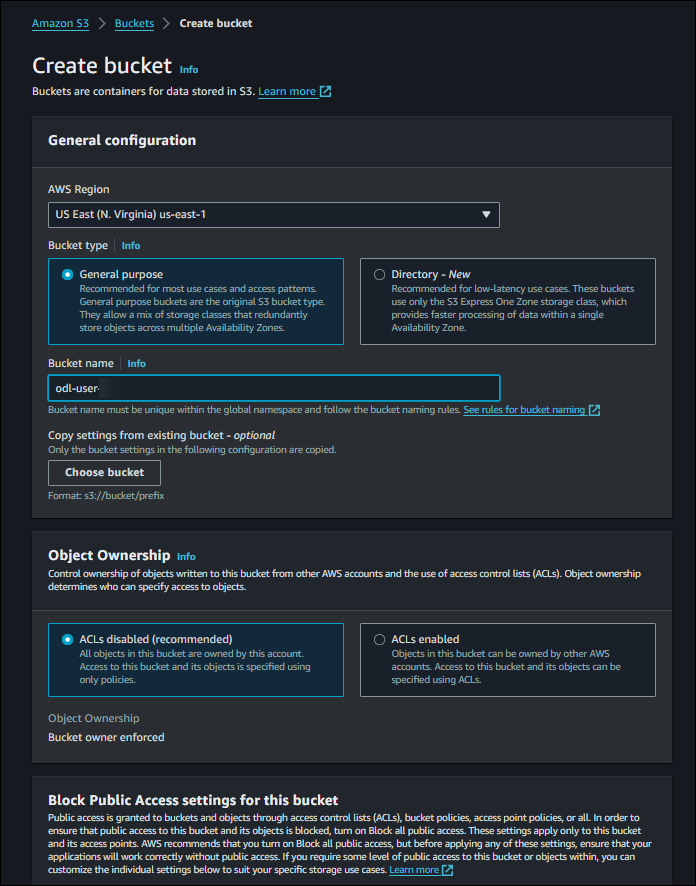 Amazon S3 > Buckets > Create bucket
Create bucket Info
Buckets are containers for data stored in S3. Learn more
General configuration
AWS Region
US East (N. Virginia) us-east-1
Bucket type Info
General purpose
Recommended for most use cases and access patterns.
General purpose buckets are the original S3 bucket type.
They allow a mix of storage classes that redundantly
store objects across multiple Availability Zones.
Directory - New
Recommended for low-latency use cases. These buckets
use only the S3 Express One Zone storage class, which
provides faster processing of data within a single
Availability Zone.
Bucket name Info
odl-user-
Bucket name must be unique within the global namespace and follow the bucket naming rules. See rules for bucket naming
Copy settings from existing bucket - optional
Only the bucket settings in the following configuration are copied.
Choose bucket
Format: s3://bucket/prefix
Object Ownership Info
Control ownership of objects written to this bucket from other AWS accounts and the use of access control lists (ACLs). Object ownership
determines who can specify access to objects.
ACLs disabled (recommended)
All objects in this bucket are owned by this account.
Access to this bucket and its objects is specified using
only policies.
ACLs enabled
Objects in this bucket can be owned by other AWS
accounts. Access to this bucket and its objects can be
specified using ACLs.
Object Ownership
Bucket owner enforced
Block Public Access settings for this bucket
Public access is granted to buckets and objects through access control lists (ACLs), bucket policies, access point policies, or all. In order to
ensure that public access to this bucket and its objects is blocked, turn on Block all public access. These settings apply only to this bucket
and its access points. AWS recommends that you turn on Block all public access, but before applying any of these settings, ensure that your
applications will work correctly without public access. If you require some level of public access to this bucket or objects within, you can
customize the individual settings below to suit your specific storage use cases. Learn more